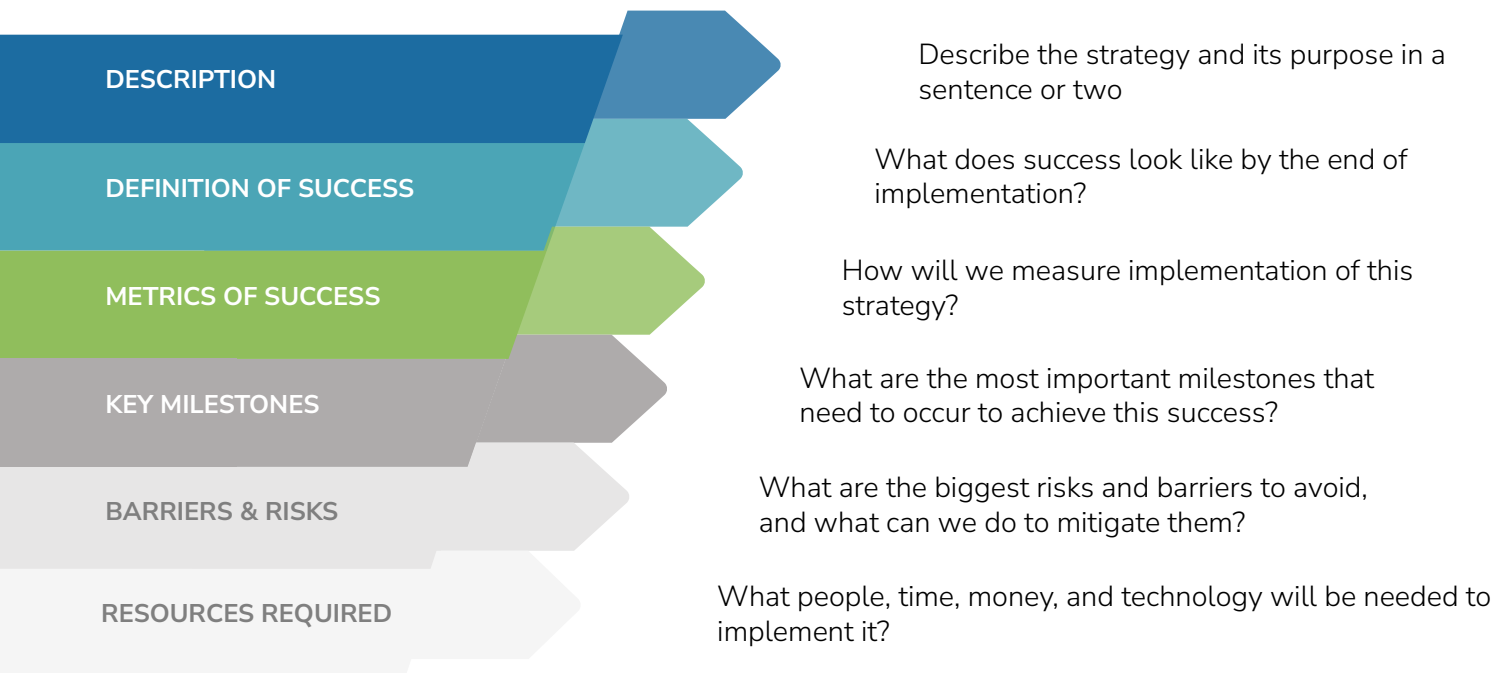 DESCRIPTION
Describe the strategy and its purpose in a
sentence or two
DEFINITION OF SUCCESS
What does success look like by the end of
implementation?
METRICS OF SUCCESS
How will we measure implementation of this
strategy?
KEY MILESTONES
What are the most important milestones that
need to occur to achieve this success?
BARRIERS & RISKS
What are the biggest risks and barriers to avoid,
and what can we do to mitigate them?
RESOURCES REQUIRED
What people, time, money, and technology will be needed to
implement it?